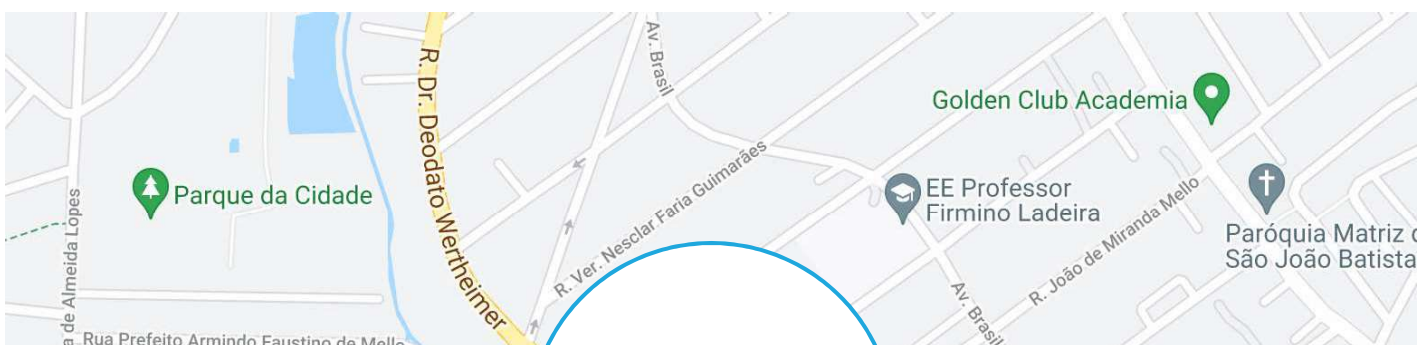 Av. Brasil
R. Dr. Deodato Wertheimer
Golden Club Academia
R. Ver. Nesclar Faria Guimarães
Parque da Cidade
EE Professor
Firmino Ladeira
R. João de Miranda Mello
Paróquia Matriz
São João Batista
de Almeida Lopes
Av. Brasil
Rua Prefeito Armindo Faustino de Mello